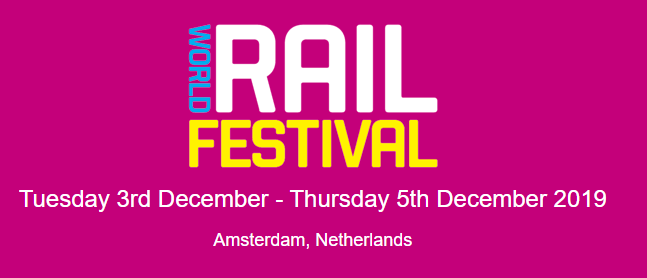 WORLD
RAIL
FESTIVAL
Tuesday 3rd December - Thursday 5th December 2019
Amsterdam, Netherlands